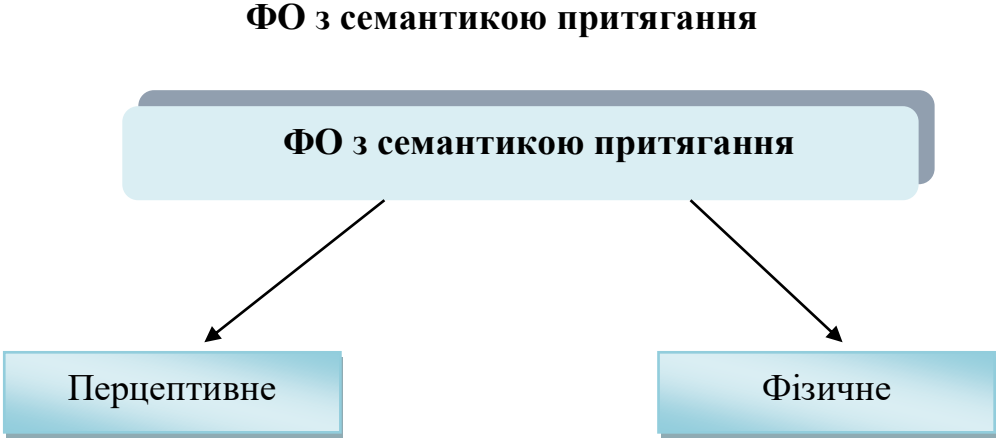 ФО з семантикою притягання
ФО з семантикою притягання
Перцептивне
Фізичне